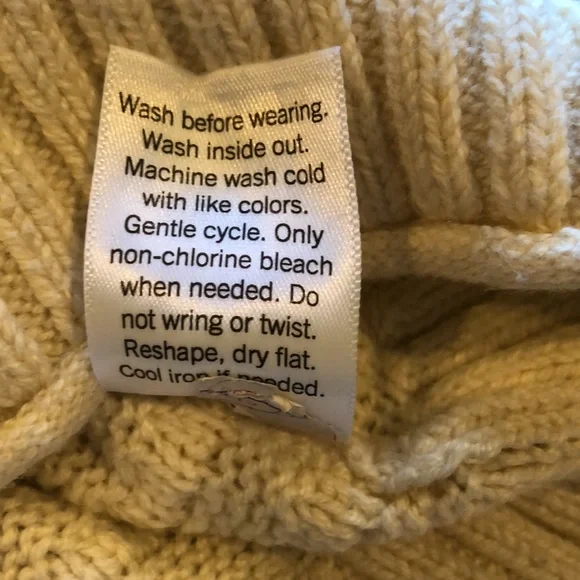 Wash before wearing.
Wash inside out.
Machine wash cold
with like colors.
Gentle cycle. Only
non-chlorine bleach
when needed. Do
not wring or twist.
Reshape, dry flat.
Cool iron if needed.